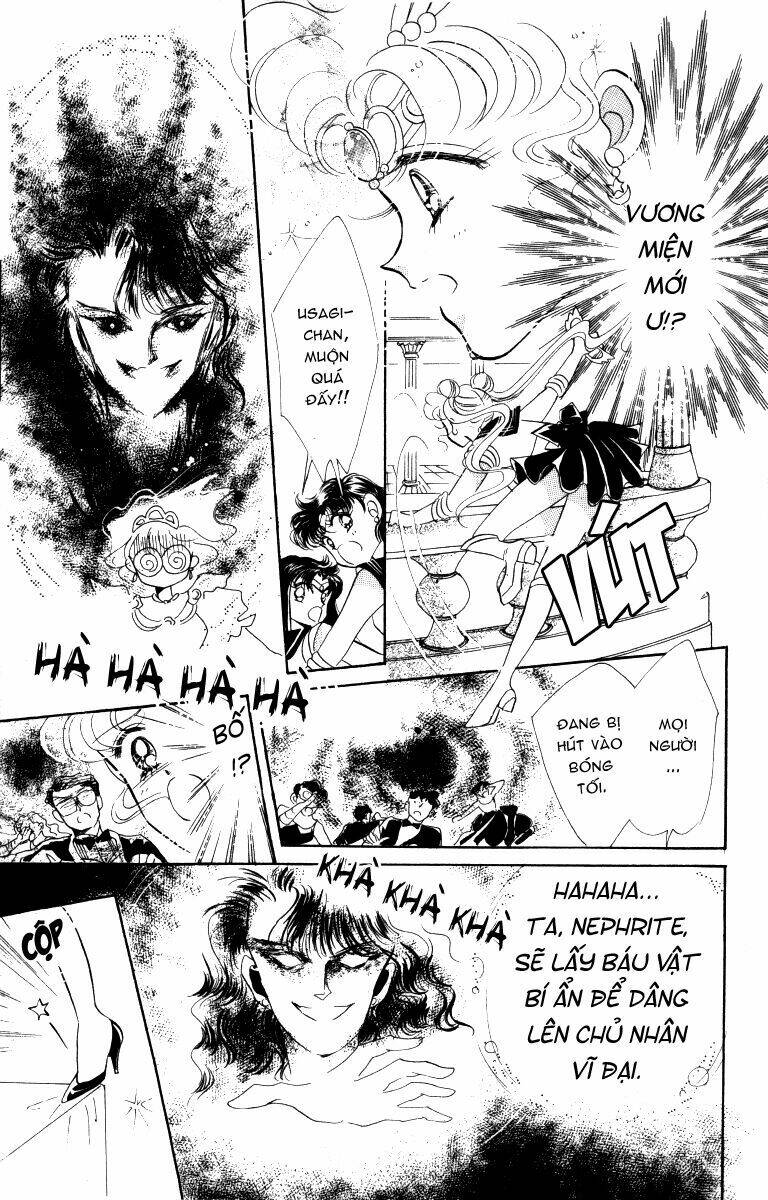 VƯƠNG
MIỆN
MỚI
Ư!?
USAGI-
CHAN,
MUỘN
QUÁ
ĐẤY!!
VÚT
HÀ HÀ HÀ HÀ
MỌI
NGƯỜI
...
ĐANG BỊ
HÚT VÀO
BÓNG
TỐI.
BỐ
!?
KHÀ KHÀ KHÀ
HAHAHA...
TA, NEPHRITE,
SẼ LẤY BÁU VẬT
BÍ ẨN ĐỂ DÂNG
LÊN CHỦ NHÂN
VĨ ĐẠI.
CỘP